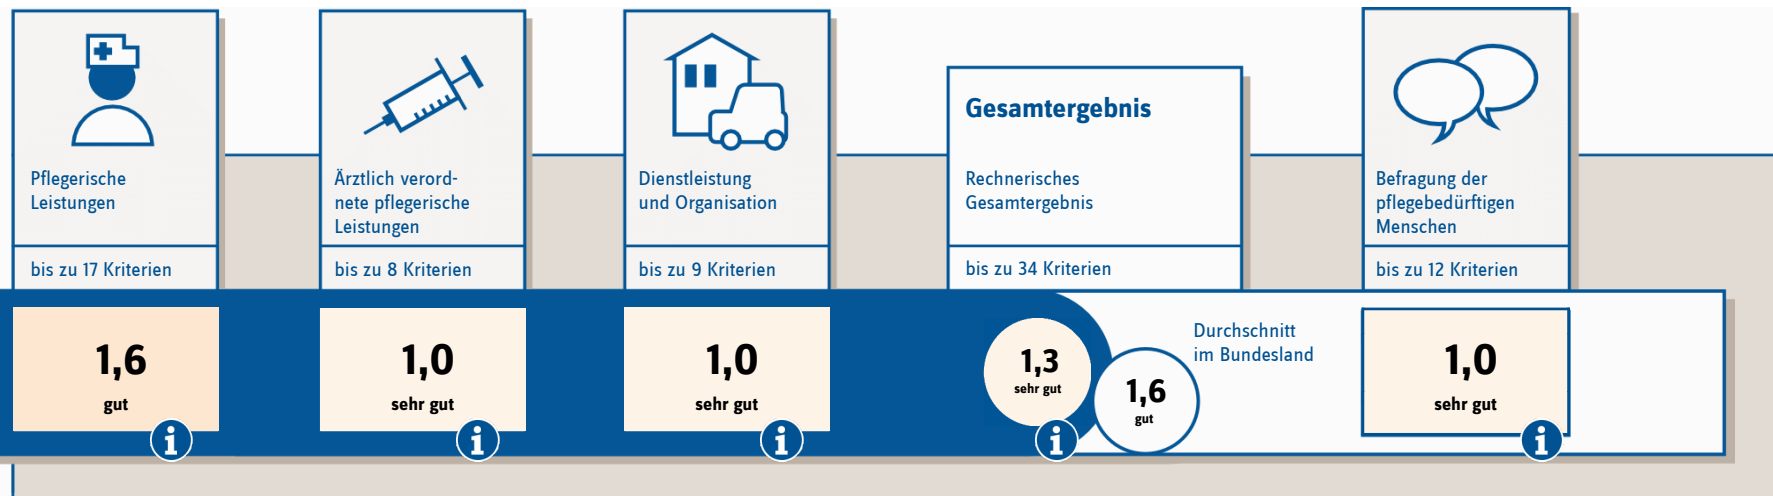 Pflegerische
Leistungen
bis zu 17 Kriterien
1,6
gut
i
Ärztlich verord-
nete pflegerische
Leistungen
bis zu 8 Kriterien
1,0
sehr gut
i
Dienstleistung
und Organisation
bis zu 9 Kriterien
1,0
sehr gut
i
Gesamtergebnis
Rechnerisches
Gesamtergebnis
bis zu 34 Kriterien
1,3
sehr gut
i
1,6
gut
Durchschnitt
im Bundesland
Befragung der
pflegebedürftigen
Menschen
bis zu 12 Kriterien
1,0
sehr gut
i